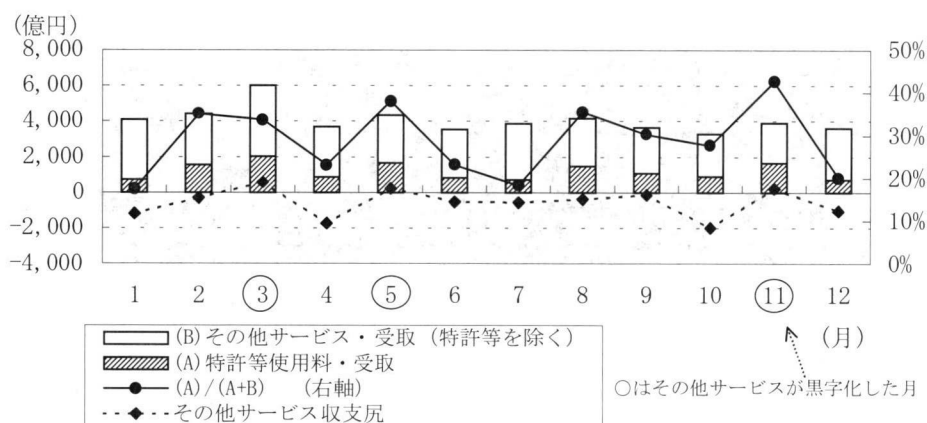 (億円)
8,000
6,000
4,000
2,000
0
-2,000
-4,000
50%
40%
30%
20%
10%
0%
1 2 ③ 4 ⑤ 6 7 8 9 10 ⑪ 12
(月)
(B)その他サービス・受取（特許等を除く）
(A)特許等使用料・受取
(A)/(A+B) （右軸）
その他サービス収支尻
○はその他サービスが黒字化した月